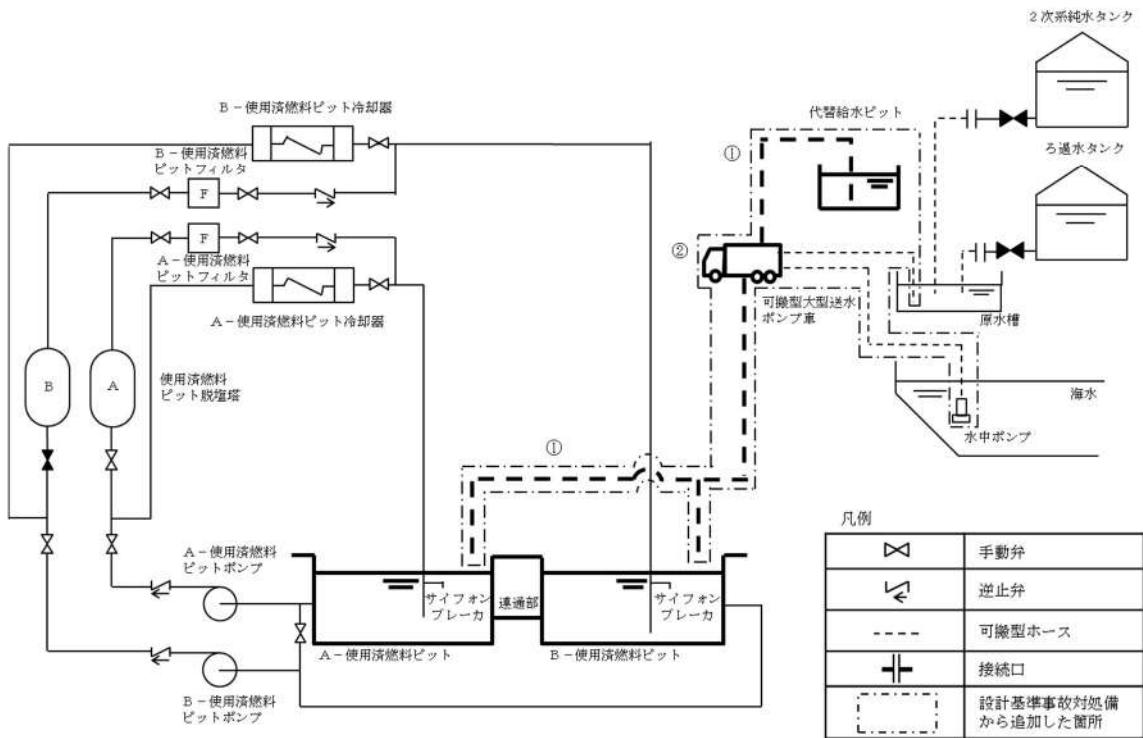 2次系純水タンク
B-使用済燃料ピット冷却器
代替給水ピット
①
B-使用済燃料
ピットフィルタ
F
ろ過水タンク
F
②
A-使用済燃料
ピットフィルタ
A-使用済燃料ピット冷却器
可搬型大型送水
ポンプ車
原水槽
B
A
使用済燃料
ピット脱塩塔
海水
水中ポンプ
①
凡例
手動弁
逆止弁
可搬型ホース
接続口
設計基準事故対処備
から追加した箇所
A-使用済燃料
ピットポンプ
サイフォン
ブレーカ
連通部
サイフォン
ブレーカ
A-使用済燃料ピット
B-使用済燃料ピット
B-使用済燃料
ピットポンプ